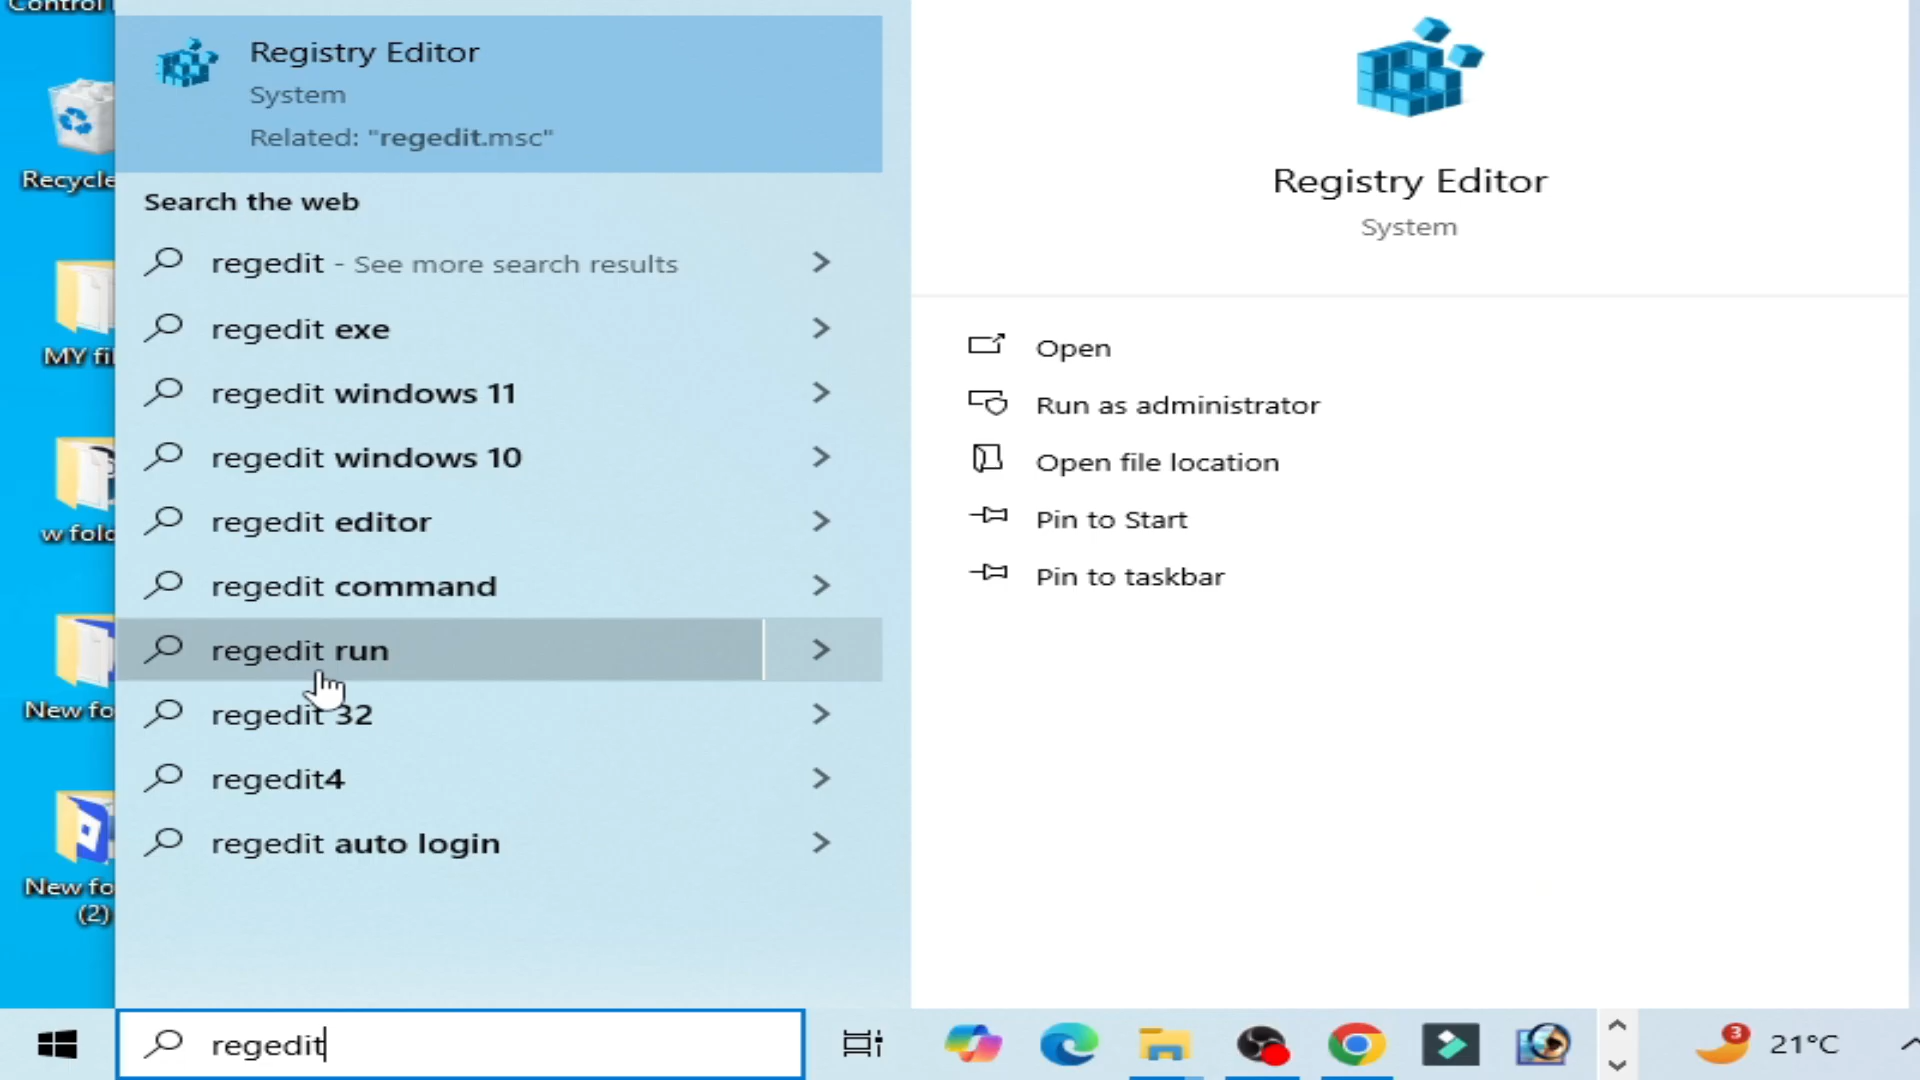 Control
Recycle
MY fi
w fold
New fo
New fo
(2)
Registry Editor
System
Related: "regedit.msc"
Search the web
regedit - See more search results
regedit exe
regedit windows 11
regedit windows 10
regedit editor
regedit command
regedit run
regedit 32
regedit4
regedit auto login
Registry Editor
System
Open
Run as administrator
Open file location
Pin to Start
Pin to taskbar
regedit
3
21°C